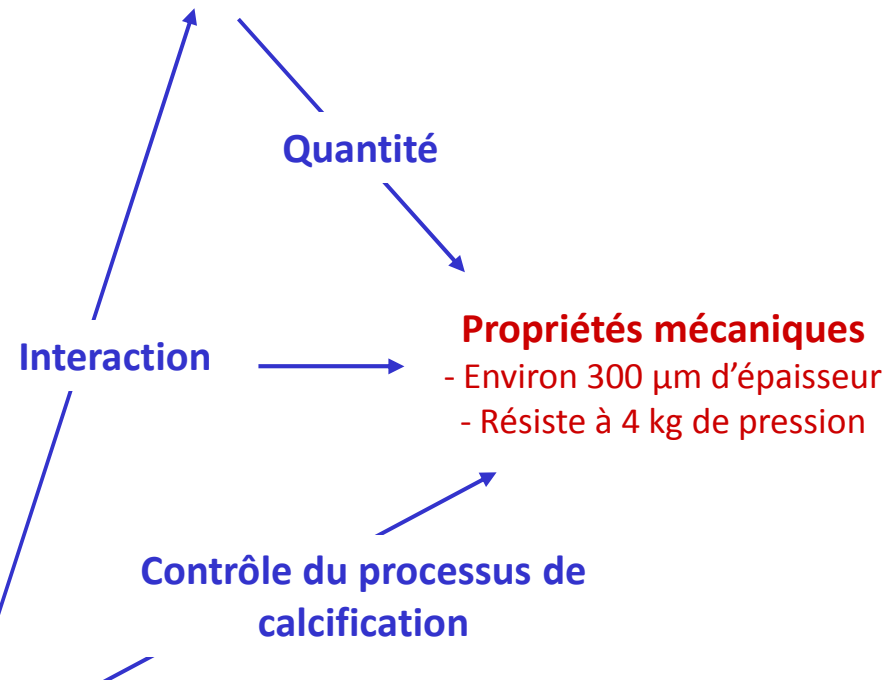 Quantité
Propriétés mécaniques
Interaction
- Environ 300 µm d’épaisseur
- Résiste à 4 kg de pression
Contrôle du processus de
calcification